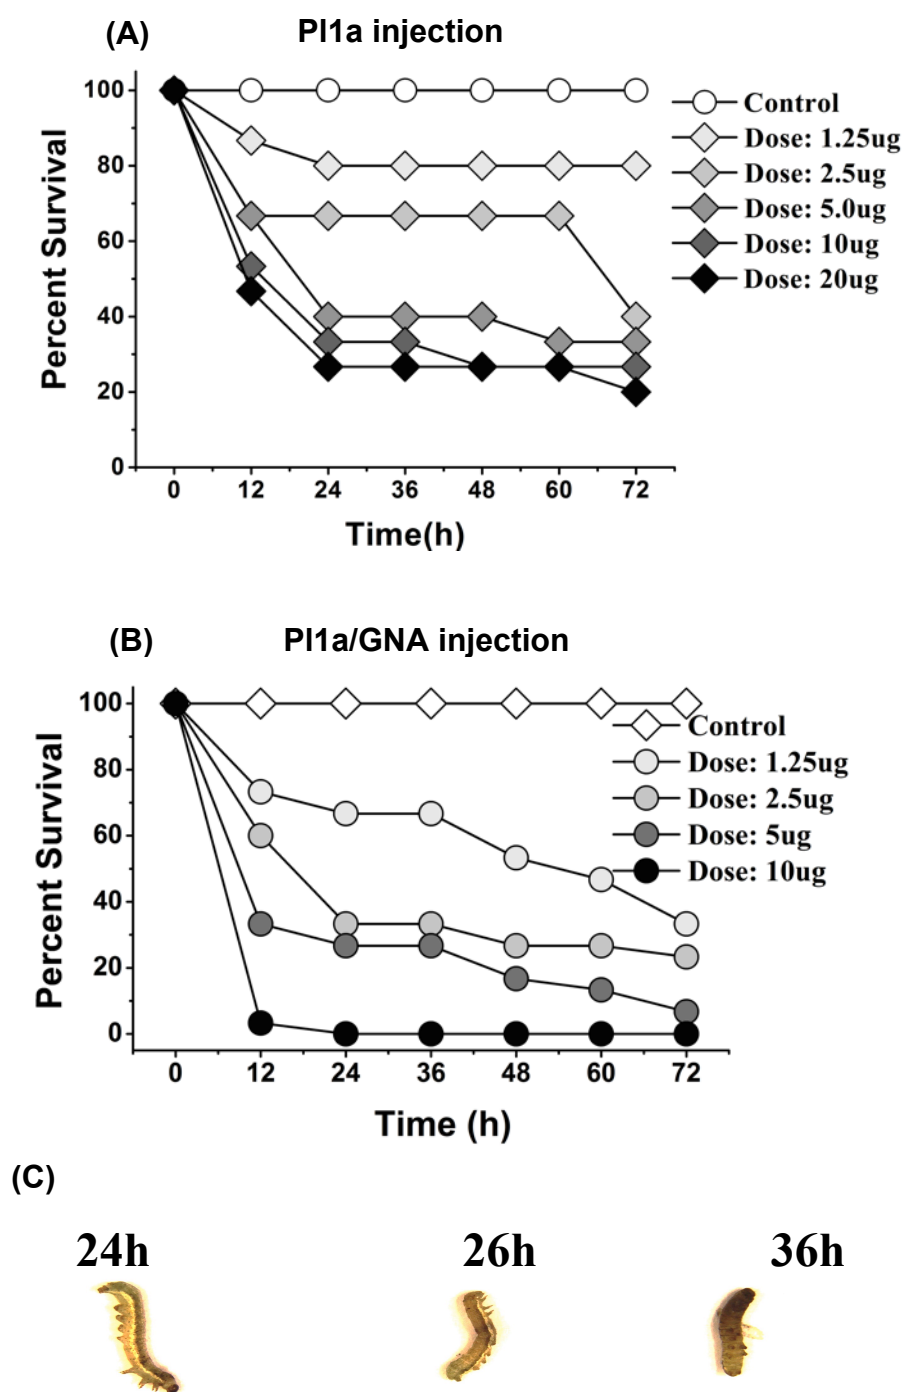 (A) Pl1a injection
100
80
60
40
20
0
Percent Survival
0 12 24 36 48 60 72
Time(h)
Control
Dose: 1.25ug
Dose: 2.5ug
Dose: 5.0ug
Dose: 10ug
Dose: 20ug
(B) Pl1a/GNA injection
100
80
60
40
20
0
Percent Survival
0 12 24 36 48 60 72
Time (h)
Control
Dose: 1.25ug
Dose: 2.5ug
Dose: 5ug
Dose: 10ug
(C)
24h 26h 36h